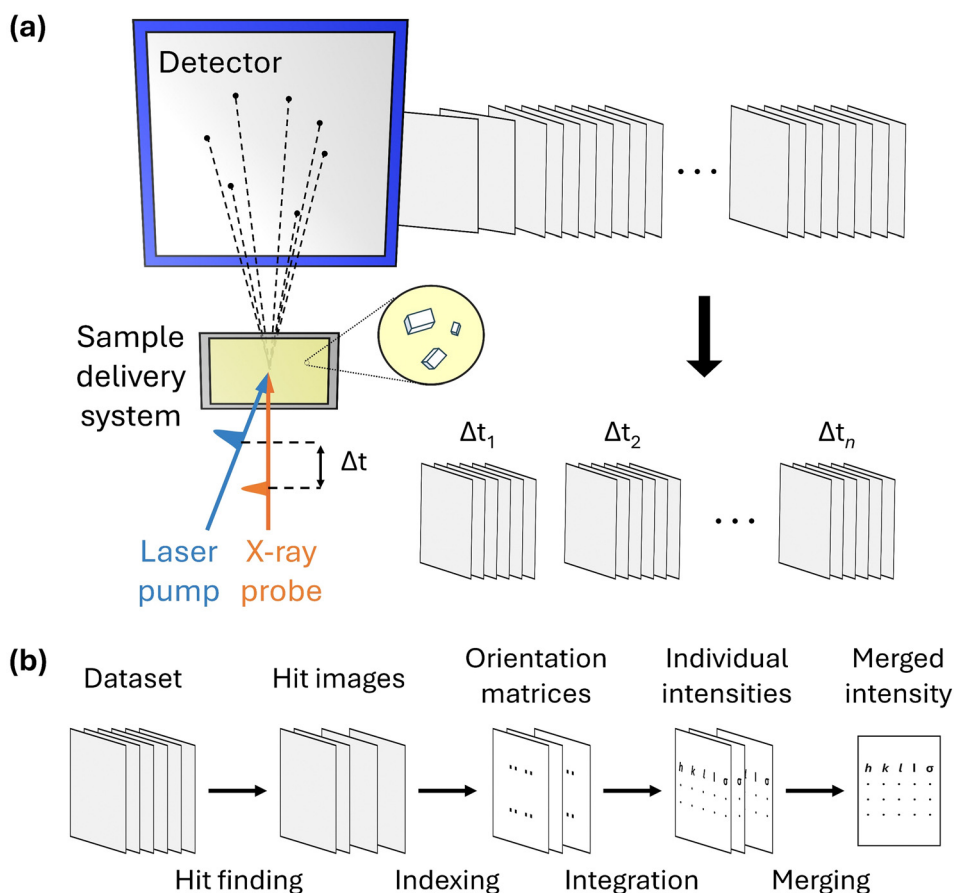 (a)
Detector
. . .
Sample
delivery
system
Δt
Laser
pump
X-ray
probe
Δt₁
Δt₂
Δtₙ
. . .
(b)
Dataset
Hit images
Orientation
matrices
Individual
intensities
Merged
intensity
h k l I σ
σ
l I σ
h k l I σ
Hit finding
Indexing
Integration
Merging